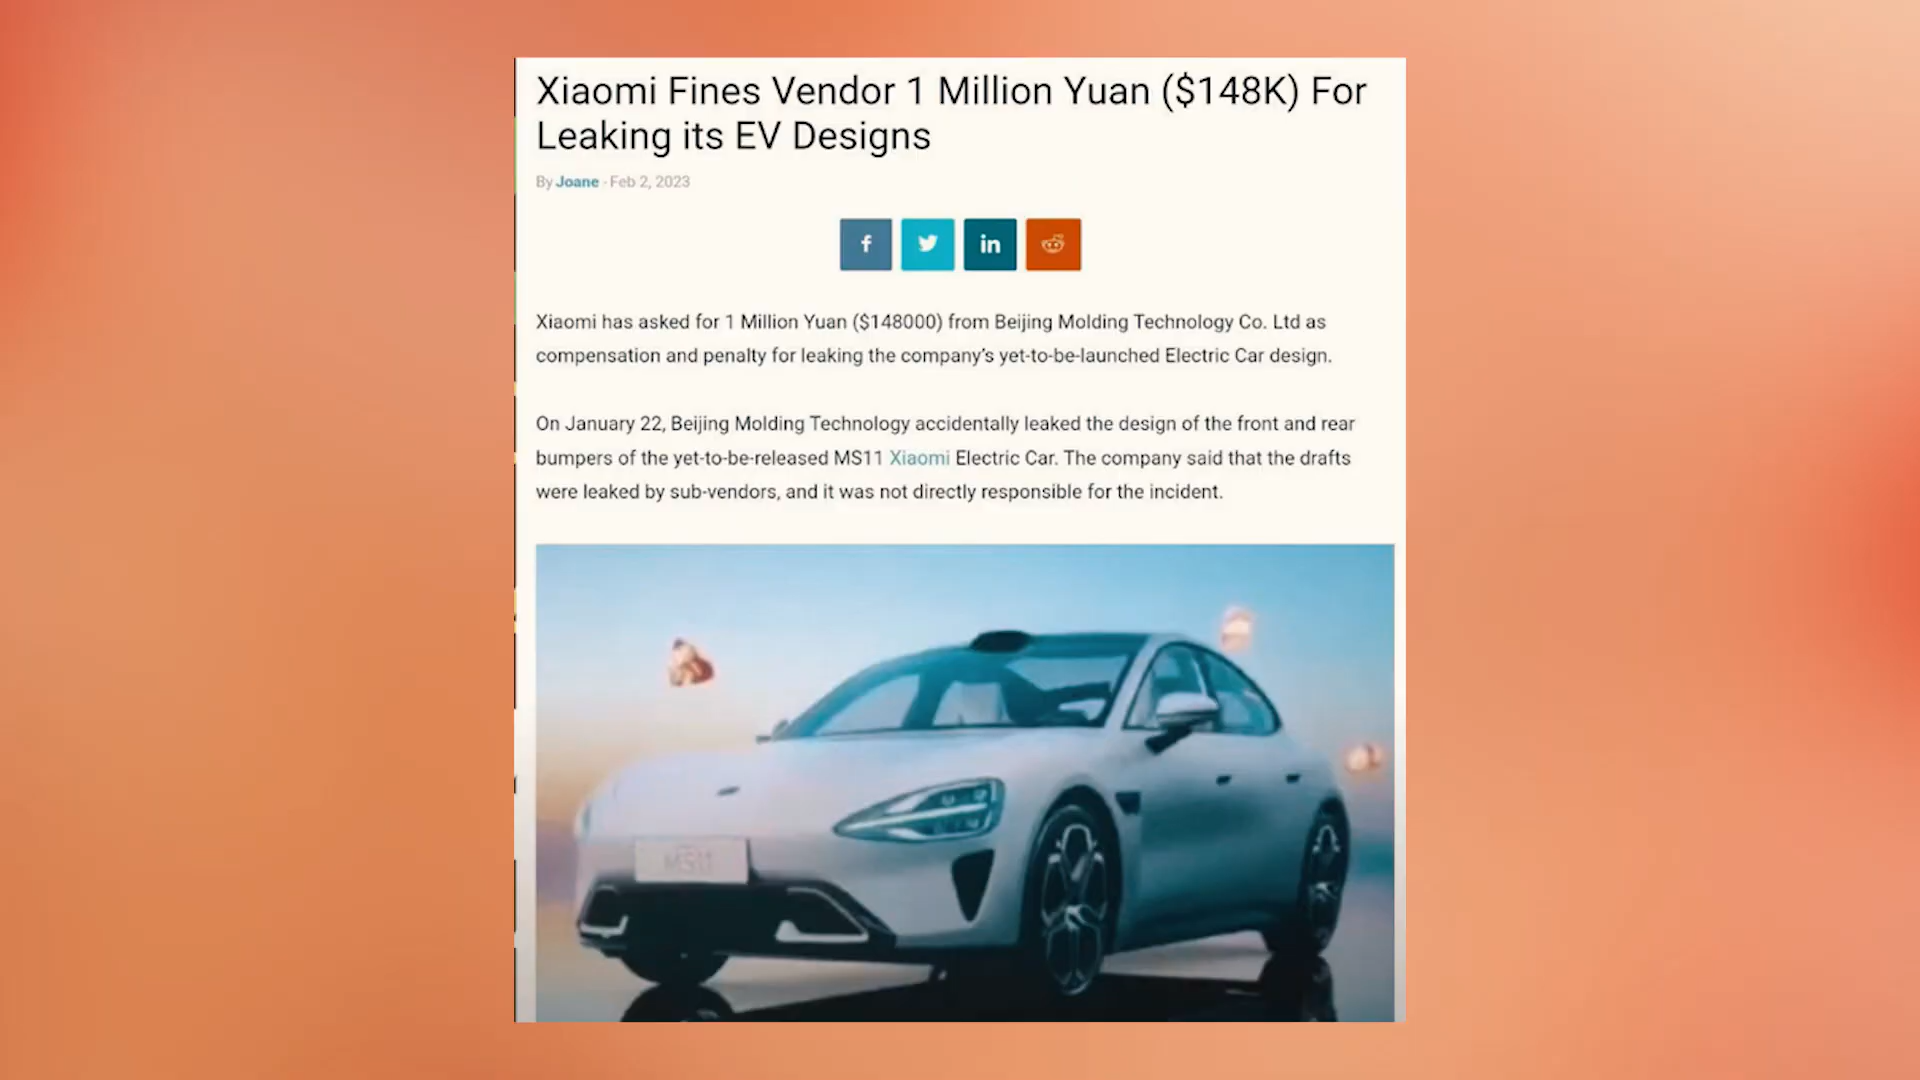 Xiaomi Fines Vendor 1 Million Yuan ($148K) For
Leaking its EV Designs
By Joane - Feb 2, 2023
f
in
Xiaomi has asked for 1 Million Yuan ($148000) from Beijing Molding Technology Co. Ltd as
compensation and penalty for leaking the company's yet-to-be-launched Electric Car design.
On January 22, Beijing Molding Technology accidentally leaked the design of the front and rear
bumpers of the yet-to-be-released MS11 Xiaomi Electric Car. The company said that the drafts
were leaked by sub-vendors, and it was not directly responsible for the incident.
MS11